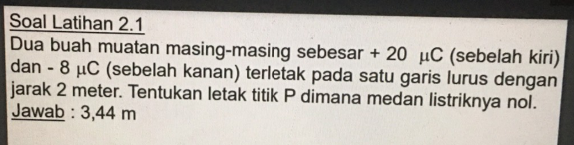 Soal Latihan 2.1
Dua buah muatan masing-masing sebesar + 20 μC (sebelah kiri)
dan - 8 μC (sebelah kanan) terletak pada satu garis lurus dengan
jarak 2 meter. Tentukan letak titik P dimana medan listriknya nol.
Jawab : 3,44 m